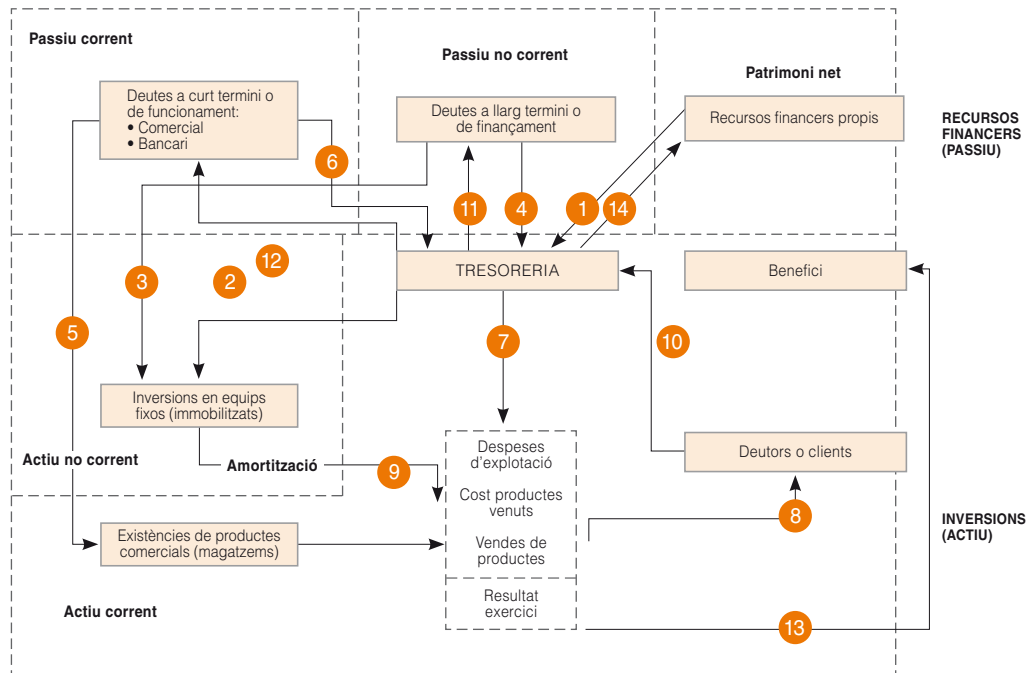 Passiu corrent
Passiu no corrent
Patrimoni net
Deutes a curt termini o
de funcionament:
• Comercial
• Bancari
Deutes a llarg termini o
de finançament
Recursos financers propis
RECURSOS
FINANCERS
(PASSIU)
6
11
4
1
14
12
3
2
TRESORERIA
Benefici
5
7
10
Inversions en equips
fixos (immobilitzats)
Actiu no corrent
Amortització
9
Despeses
d'explotació
Cost productes
venuts
Vendes de
productes
Resultat
exercici
Deutors o clients
8
INVERSIONS
(ACTIU)
Existències de productes
comercials (magatzems)
Actiu corrent
13